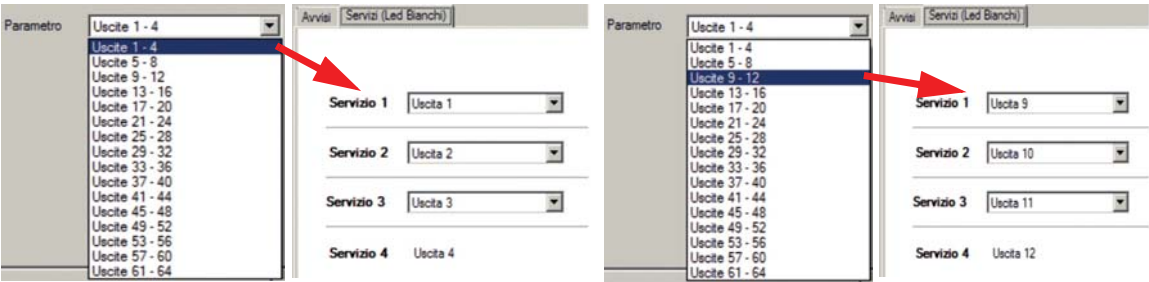 Parametro
Uscite 1 - 4
Uscite 1 - 4
Uscite 5 - 8
Uscite 9 - 12
Uscite 13 - 16
Uscite 17 - 20
Uscite 21 - 24
Uscite 25 - 28
Uscite 29 - 32
Uscite 33 - 36
Uscite 37 - 40
Uscite 41 - 44
Uscite 45 - 48
Uscite 49 - 52
Uscite 53 - 56
Uscite 57 - 60
Uscite 61 - 64
Avvisi Servizi (Led Bianchi)
Servizio 1 Uscita 1
Servizio 2 Uscita 2
Servizio 3 Uscita 3
Servizio 4 Uscita 4
Parametro
Uscite 1 - 4
Uscite 1 - 4
Uscite 5 - 8
Uscite 9 - 12
Uscite 13 - 16
Uscite 17 - 20
Uscite 21 - 24
Uscite 25 - 28
Uscite 29 - 32
Uscite 33 - 36
Uscite 37 - 40
Uscite 41 - 44
Uscite 45 - 48
Uscite 49 - 52
Uscite 53 - 56
Uscite 57 - 60
Uscite 61 - 64
Avvisi Servizi (Led Bianchi)
Servizio 1 Uscita 9
Servizio 2 Uscita 10
Servizio 3 Uscita 11
Servizio 4 Uscita 12